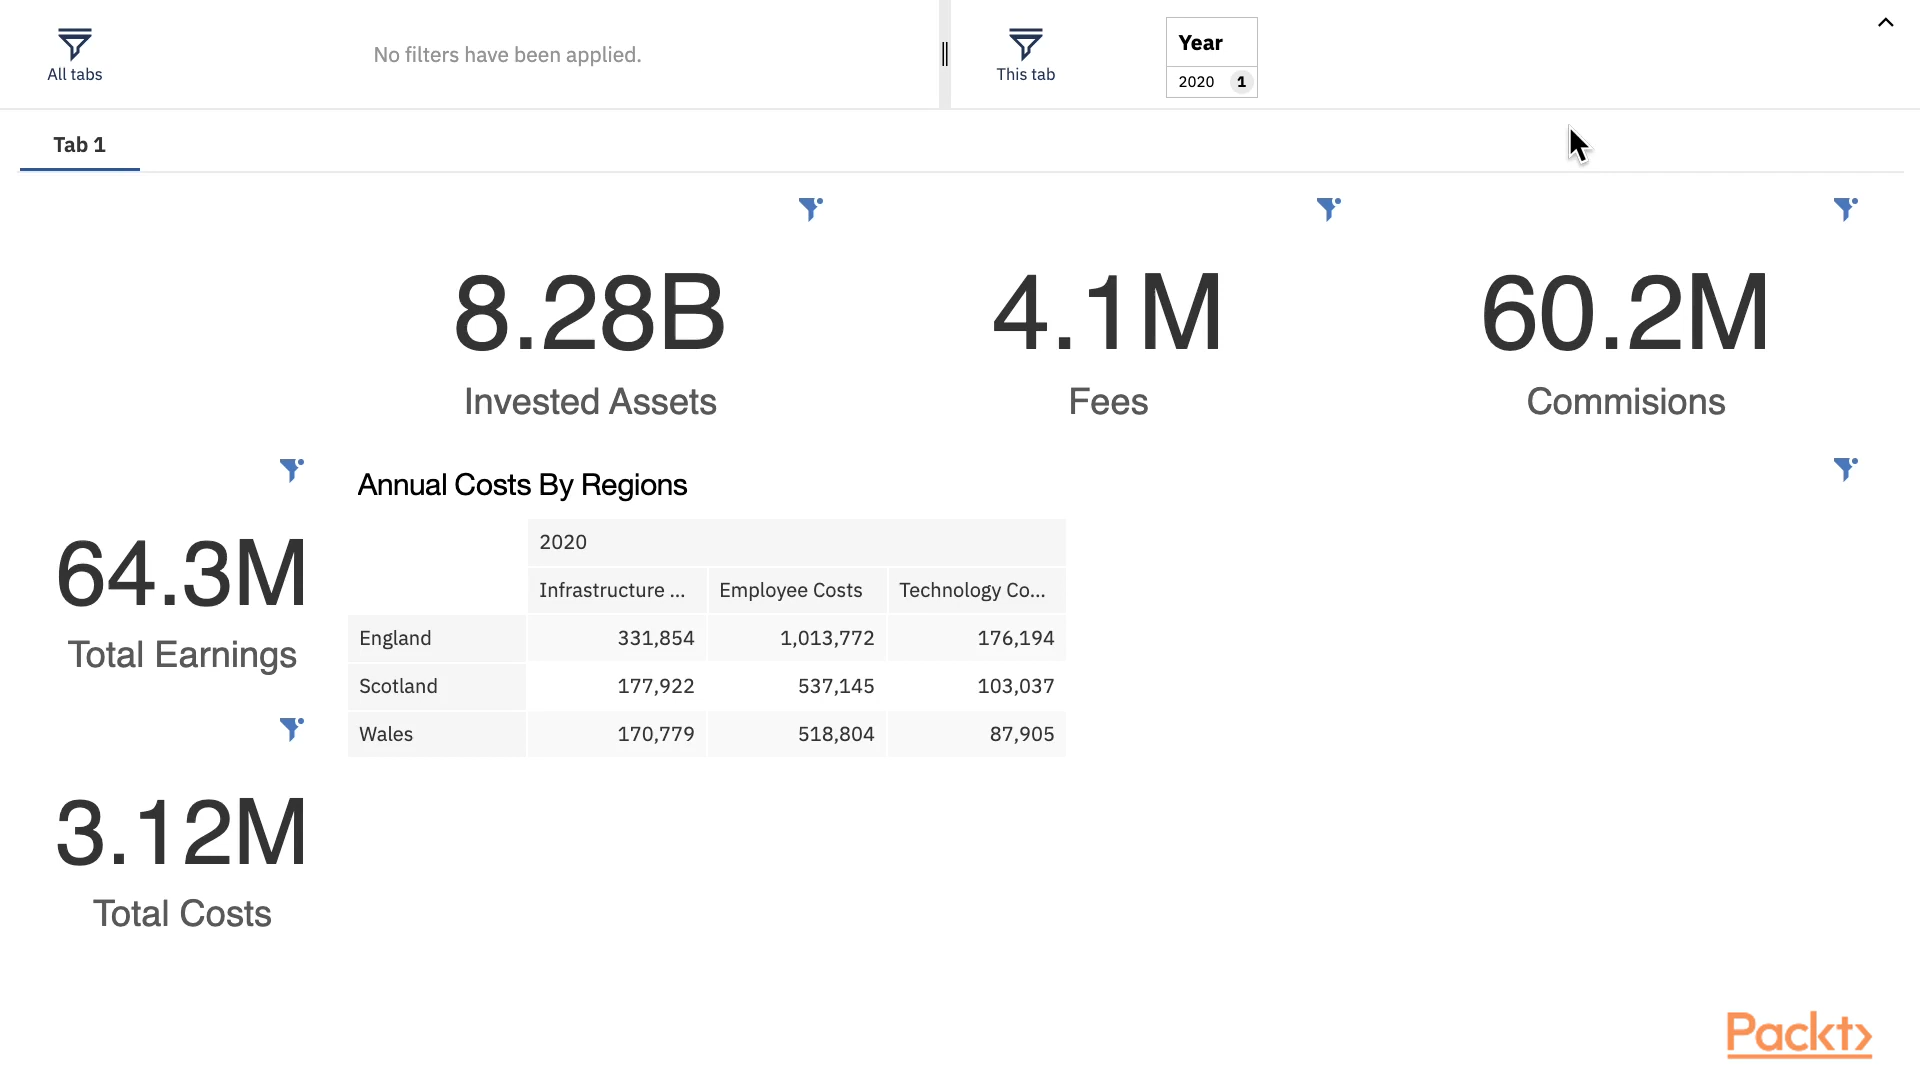 All tabs
No filters have been applied.
This tab
Year
2020 1
Tab 1
8.28B
Invested Assets
4.1M
Fees
60.2M
Commisions
64.3M
Total Earnings
3.12M
Total Costs
Annual Costs By Regions
2020
Infrastructure ... Employee Costs Technology Co...
England 331,854 1,013,772 176,194
Scotland 177,922 537,145 103,037
Wales 170,779 518,804 87,905
Packt